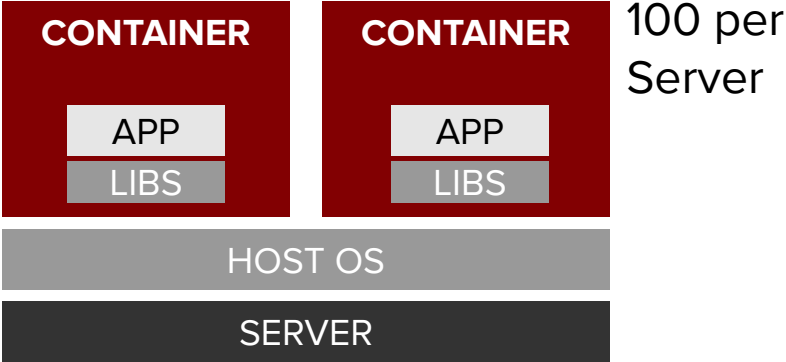 CONTAINER
APP
LIBS
CONTAINER
APP
LIBS
100 per
Server
HOST OS
SERVER